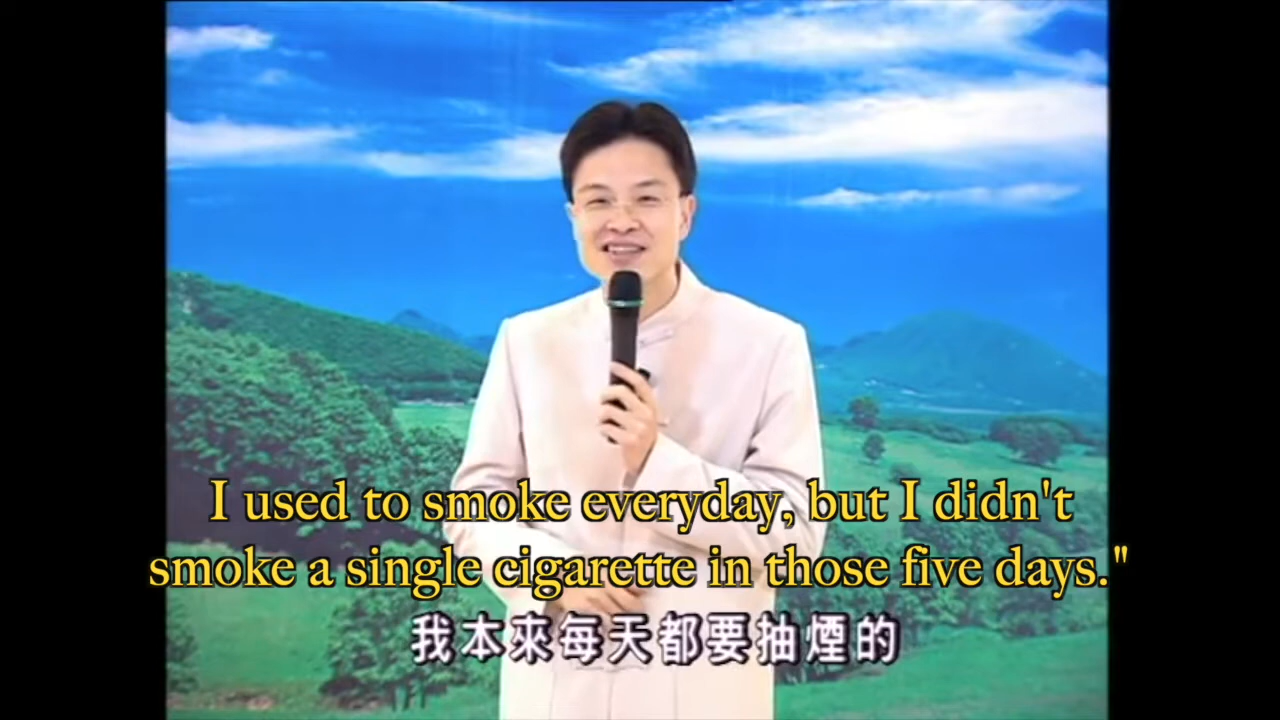 I used to smoke everyday, but I didn't
smoke a single cigarette in those five days."
我本來每天都要抽煙的